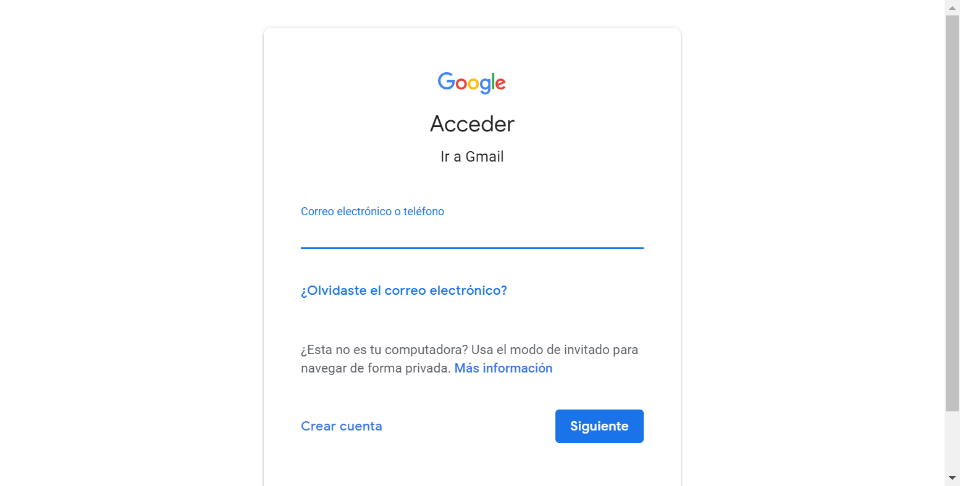 Google
Acceder
Ir a Gmail
Correo electrónico o teléfono
¿Olvidaste el correo electrónico?
¿Esta no es tu computadora? Usa el modo de invitado para
navegar de forma privada. Más información
Crear cuenta
Siguiente